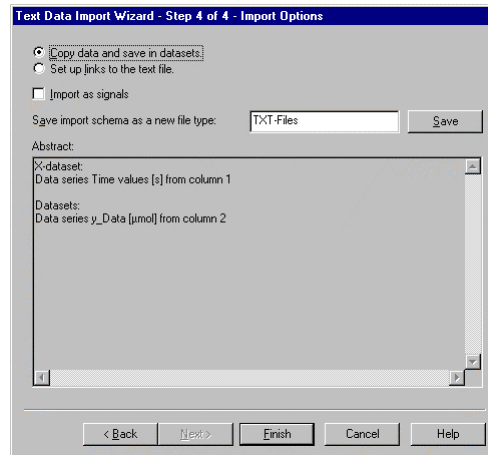 Text Data Import Wizard - Step 4 of 4 - Import Options
Copy data and save in datasets.
Set up links to the text file.
Import as signals
Save import schema as a new file type: TXT-Files Save
Abstract:
X-dataset:
Data series Time values [s] from column 1
Datasets:
Data series y_Data [µmol] from column 2
< Back Next > Finish Cancel Help